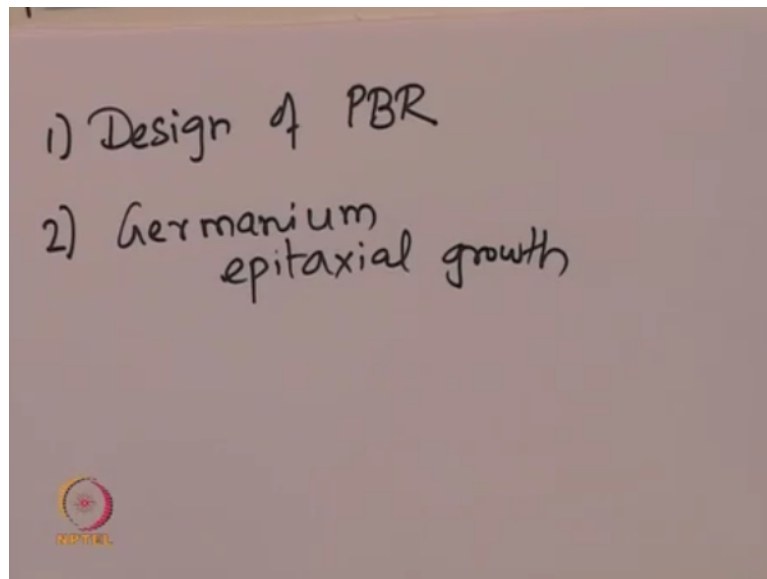 1) Design of PBR
2) Germanium
epitaxial growth
NPTEL